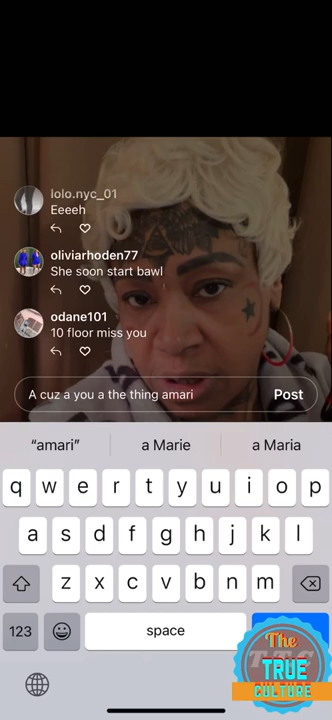 lolo.nyc_01
Eeeeh
oliviarhoden77
She soon start bawl
odane101
10 floor miss you
A cuz a you a the thing amari
Post
“amari”
a Marie
a Maria
q w e r t y u i o p
a s d f g h j k l
z x c v b n m
123
space
The
TRUE
CULTURE